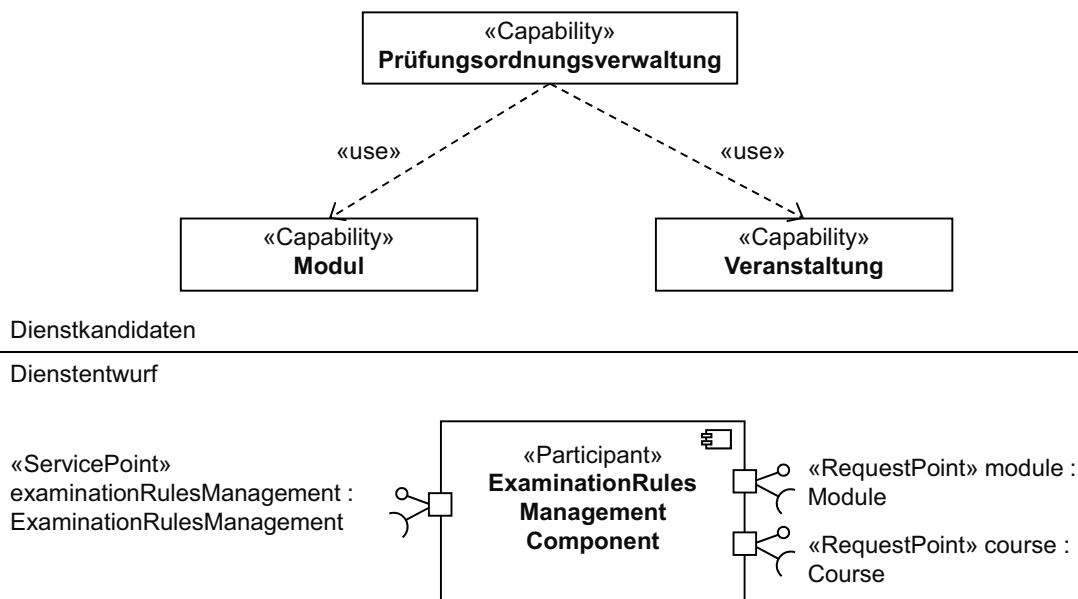 «Capability»
Prüfungsordnungsverwaltung
«use»
«use»
«Capability»
Modul
«Capability»
Veranstaltung
Dienstkandidaten
Dienstentwurf
«ServicePoint»
examinationRulesManagement :
ExaminationRulesManagement
«Participant»
ExaminationRules
Management
Component
«RequestPoint» module :
Module
«RequestPoint» course :
Course